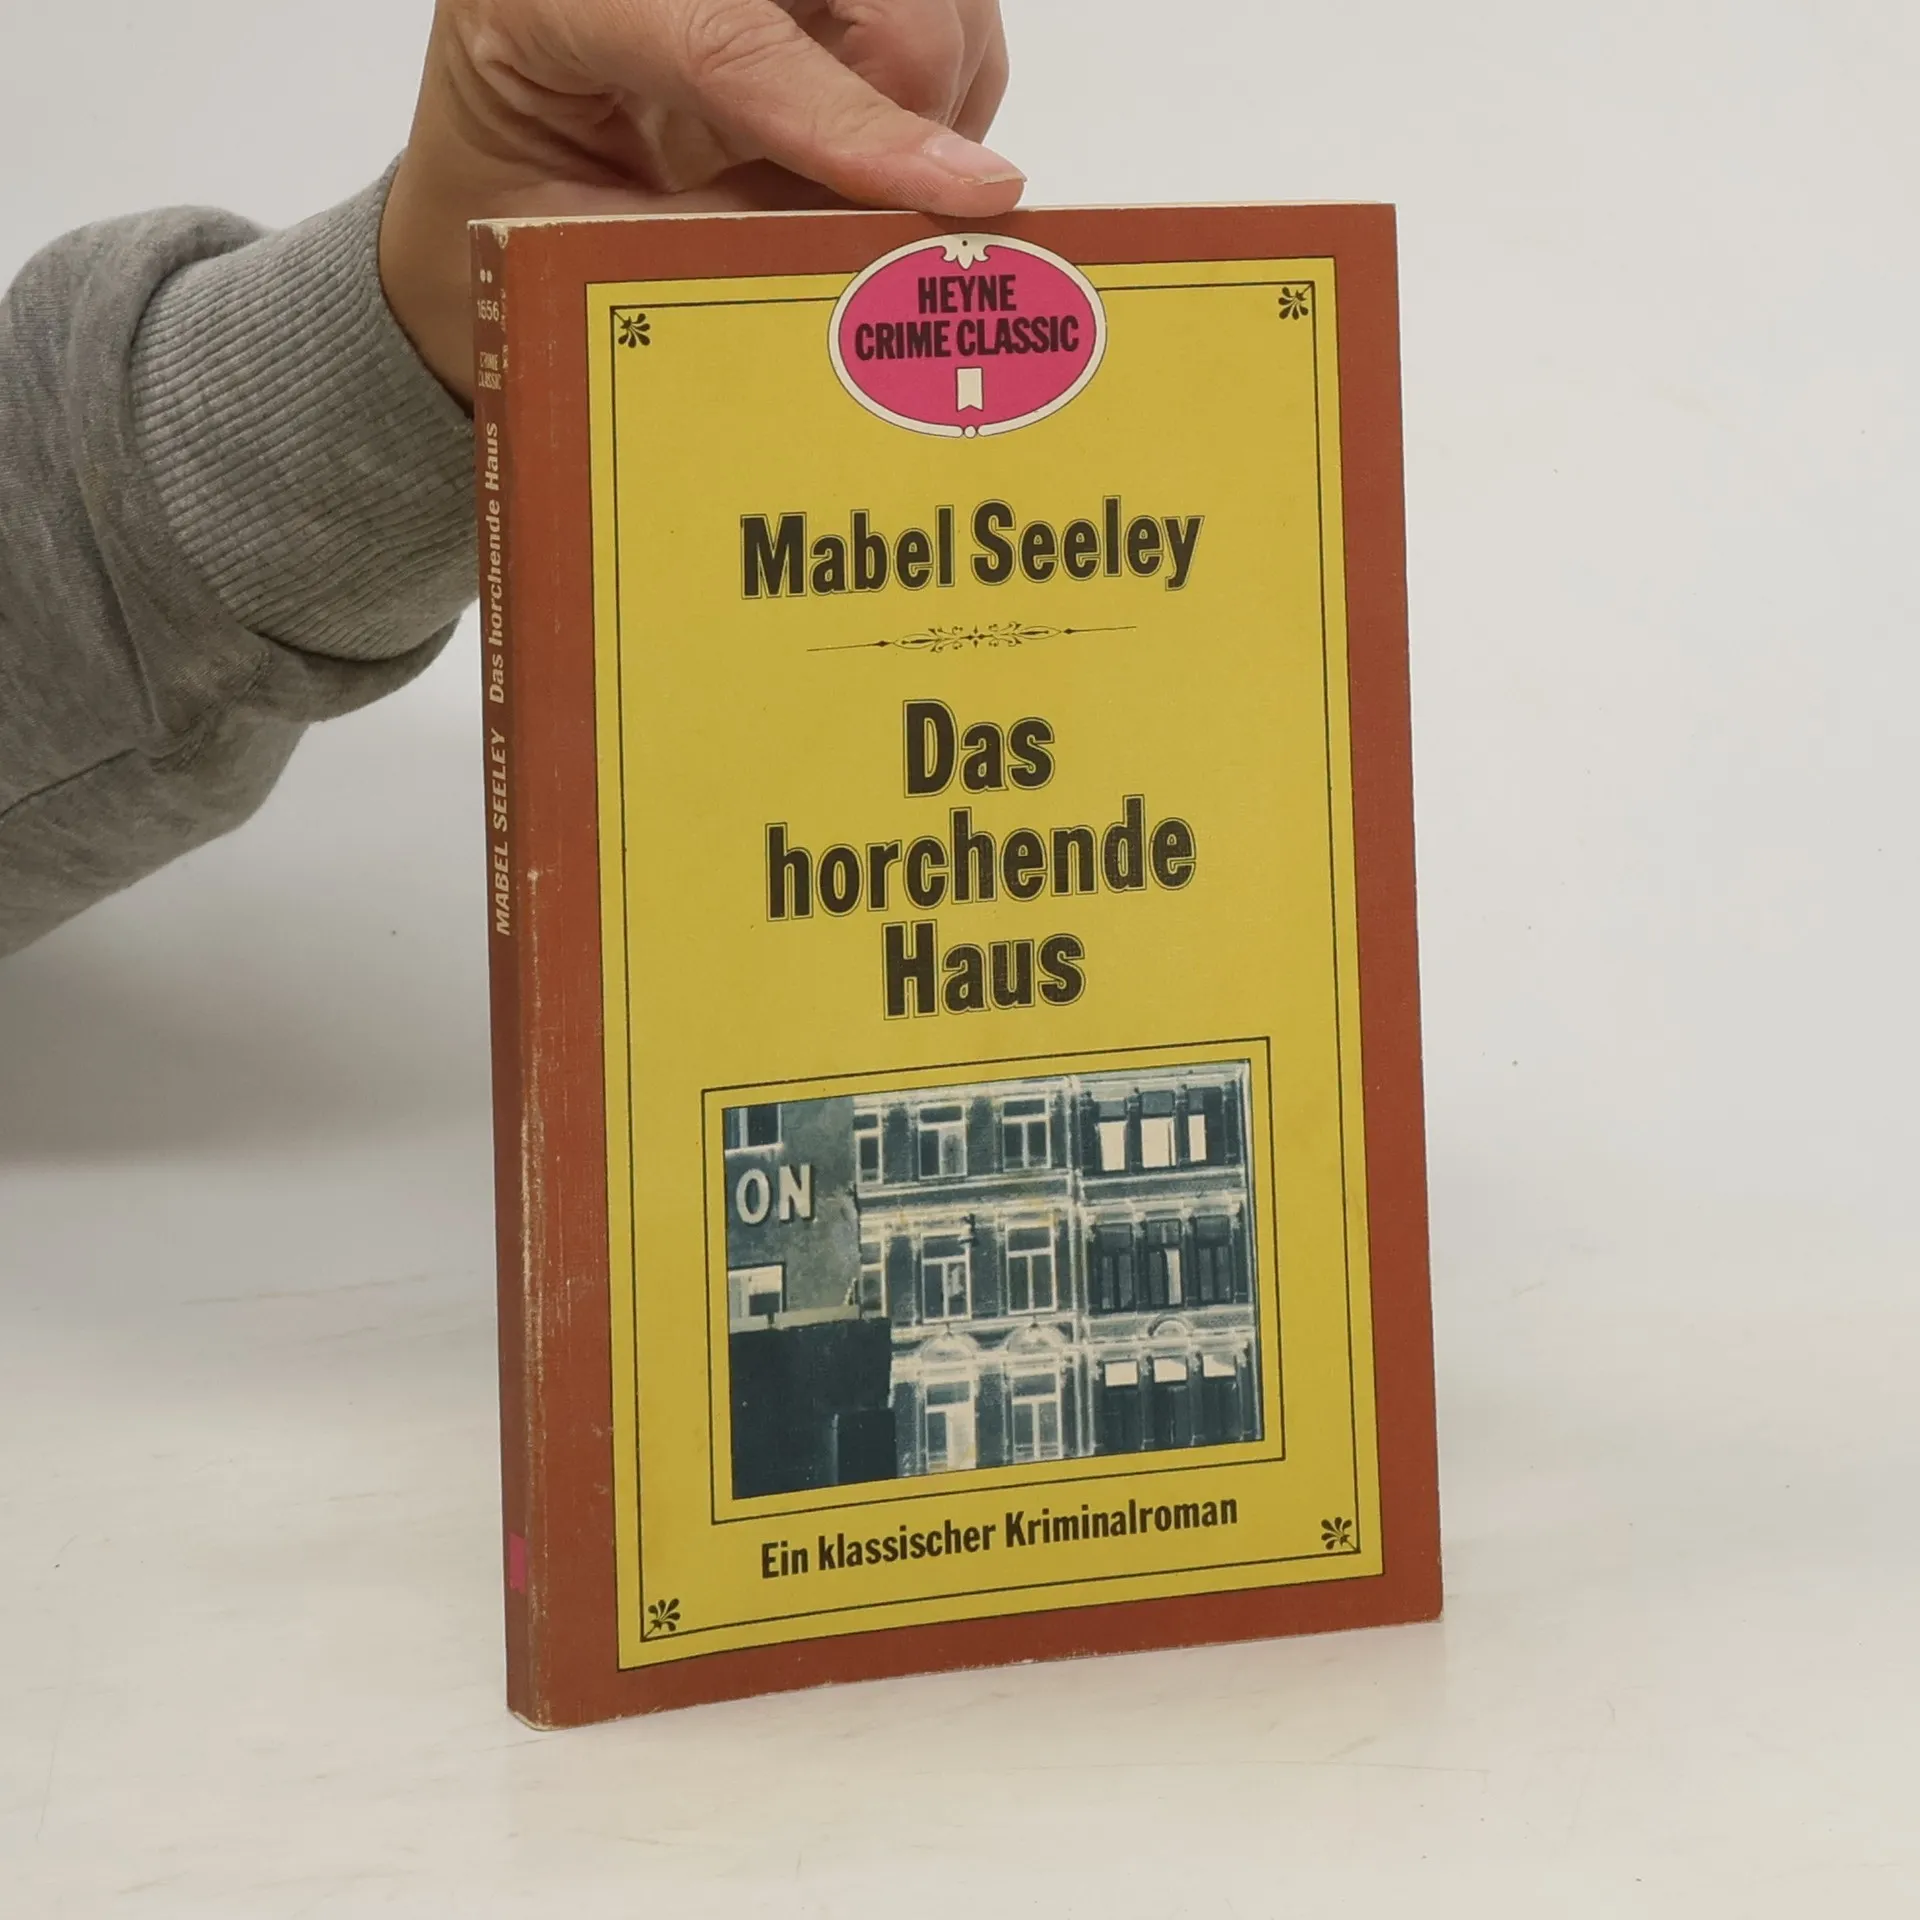 HEYNE
CRIME CLASSIC
Mabel Seeley
Das
horchende
Haus
ON
Ein klassischer Kriminalroman
1656
CRIME
CLASSIC
MABEL SEELEY Das horchende Haus